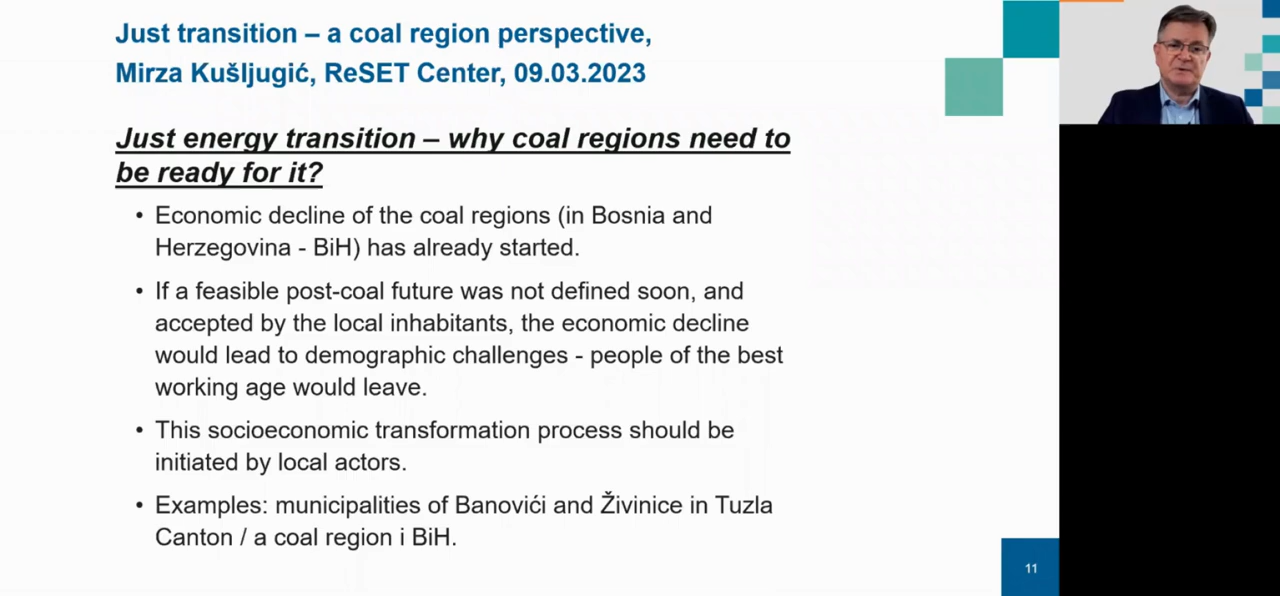 Just transition – a coal region perspective,
Mirza Kušljugić, ReSET Center, 09.03.2023
Just energy transition – why coal regions need to
be ready for it?
• Economic decline of the coal regions (in Bosnia and
Herzegovina - BiH) has already started.
• If a feasible post-coal future was not defined soon, and
accepted by the local inhabitants, the economic decline
would lead to demographic challenges - people of the best
working age would leave.
• This socioeconomic transformation process should be
initiated by local actors.
• Examples: municipalities of Banovići and Živinice in Tuzla
Canton / a coal region i BiH.
11